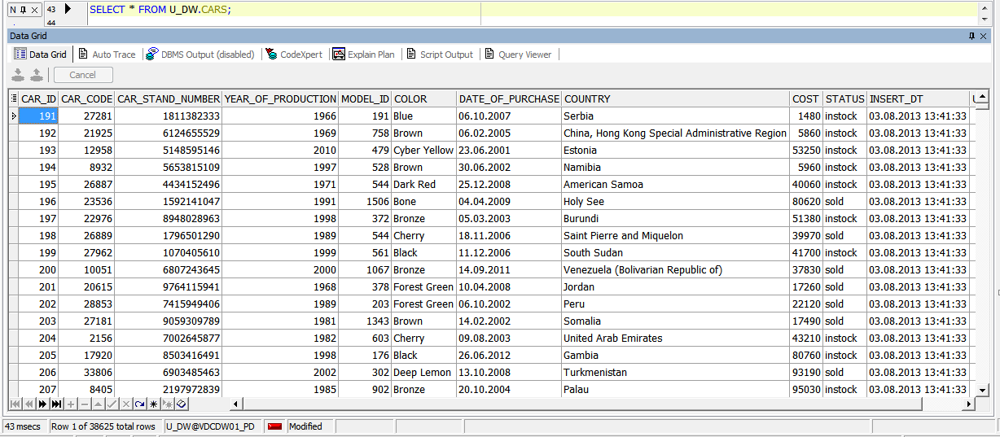 N 43 SELECT * FROM U_DW.CARS;
44
Data Grid
Data Grid Auto Trace DBMS Output (disabled) CodeXpert Explain Plan Script Output Query Viewer
Cancel
CAR_ID CAR_CODE CAR_STAND_NUMBER YEAR_OF_PRODUCTION MODEL_ID COLOR DATE_OF_PURCHASE COUNTRY COST STATUS INSERT_DT
191 27281 1811382333 1966 191 Blue 06.10.2007 Serbia 1480 instock 03.08.2013 13:41:33
192 21925 6124655529 1969 758 Brown 06.02.2005 China, Hong Kong Special Administrative Region 5860 instock 03.08.2013 13:41:33
193 12958 5148595146 2010 479 Cyber Yellow 23.06.2001 Estonia 53250 instock 03.08.2013 13:41:33
194 8932 5653815109 1997 528 Brown 30.06.2002 Namibia 5960 instock 03.08.2013 13:41:33
195 26887 4434152496 1971 544 Dark Red 25.12.2008 American Samoa 40060 instock 03.08.2013 13:41:33
196 23536 1592141047 1991 1506 Bone 04.04.2009 Holy See 80620 sold 03.08.2013 13:41:33
197 22976 8948028963 1998 372 Bronze 05.03.2003 Burundi 51380 instock 03.08.2013 13:41:33
198 26889 1796501290 1989 544 Cherry 18.11.2006 Saint Pierre and Miquelon 39970 sold 03.08.2013 13:41:33
199 27962 1070405610 1999 561 Black 11.12.2006 South Sudan 41700 instock 03.08.2013 13:41:33
200 10051 6807243645 2000 1067 Bronze 14.09.2011 Venezuela (Bolivarian Republic of) 37830 sold 03.08.2013 13:41:33
201 20615 9764115941 1968 378 Forest Green 10.04.2008 Jordan 17260 sold 03.08.2013 13:41:33
202 28853 7415949406 1989 203 Forest Green 06.10.2002 Peru 22120 sold 03.08.2013 13:41:33
203 27181 9059309789 1981 1343 Brown 14.02.2002 Somalia 17490 sold 03.08.2013 13:41:33
204 2156 7002645877 1982 603 Cherry 09.08.2003 United Arab Emirates 43210 instock 03.08.2013 13:41:33
205 17920 8503416491 1998 176 Black 26.06.2012 Gambia 80760 instock 03.08.2013 13:41:33
206 33806 6903485463 2002 302 Deep Lemon 13.10.2008 Turkmenistan 93190 sold 03.08.2013 13:41:33
207 8405 2197972839 1985 902 Bronze 20.10.2004 Palau 95030 instock 03.08.2013 13:41:33
43 msecs Row 1 of 38625 total rows U_DW@VDCDW01_PD Modified